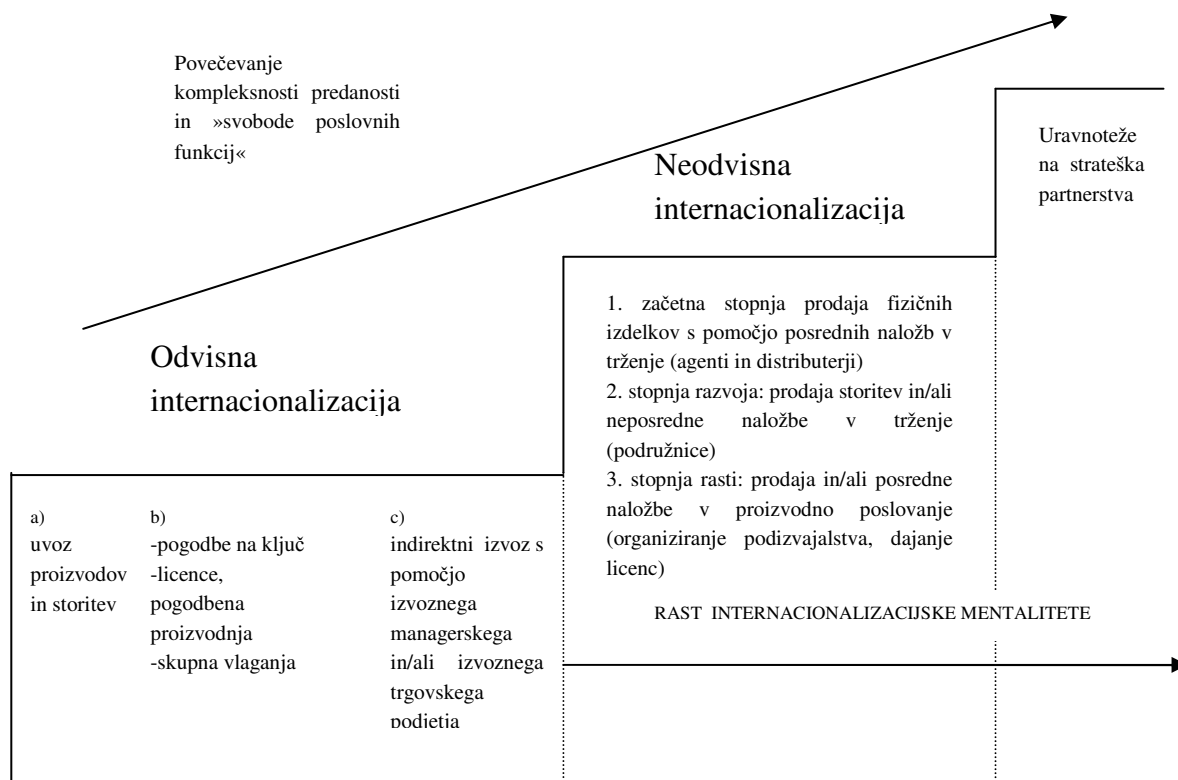 Povečevanje
kompleksnosti predanosti
in »svobode poslovnih
funkcij«
Odvisna
internacionalizacija
a)
uvoz
proizvodov
in storitev
b)
-pogodbe na ključ
-licence,
pogodbena
proizvodnja
-skupna vlaganja
c)
indirektni izvoz s
pomočjo
izvoznega
managerskega
in/ali izvoznega
trgovskega
podjetja
Neodvisna
internacionalizacija
1. začetna stopnja prodaja fizičnih
izdelkov s pomočjo posrednih naložb v
trženje (agenti in distributerji)
2. stopnja razvoja: prodaja storitev in/ali
neposredne naložbe v trženje
(podružnice)
3. stopnja rasti: prodaja in/ali posredne
naložbe v proizvodno poslovanje
(organiziranje podizvajalstva, dajanje
licenc)
RAST INTERNACIONALIZACIJSKE MENTALITETE
Uravnoteže
na strateška
partnerstva